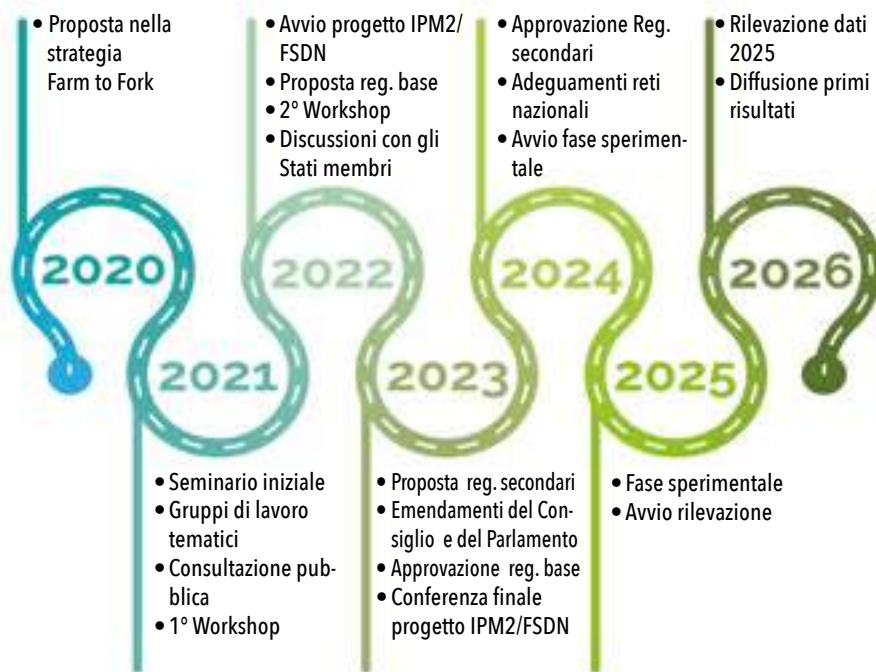 • Proposta nella
strategia
Farm to Fork
2020
2021
• Seminario iniziale
• Gruppi di lavoro
tematici
• Consultazione pub-
blica
• 1º Workshop
• Avvio progetto IPM2/
FSDN
• Proposta reg. base
• 2º Workshop
• Discussioni con gli
Stati membri
2022
2023
• Proposta reg. secondari
• Emendamenti del Con-
siglio e del Parlamento
• Approvazione reg. base
• Conferenza finale
progetto IPM2/FSDN
• Approvazione Reg.
secondari
• Adeguamenti reti
nazionali
• Avvio fase sperimen-
tale
2024
2025
• Fase sperimentale
• Avvio rilevazione
• Rilevazione dati
2025
• Diffusione primi
risultati
2026